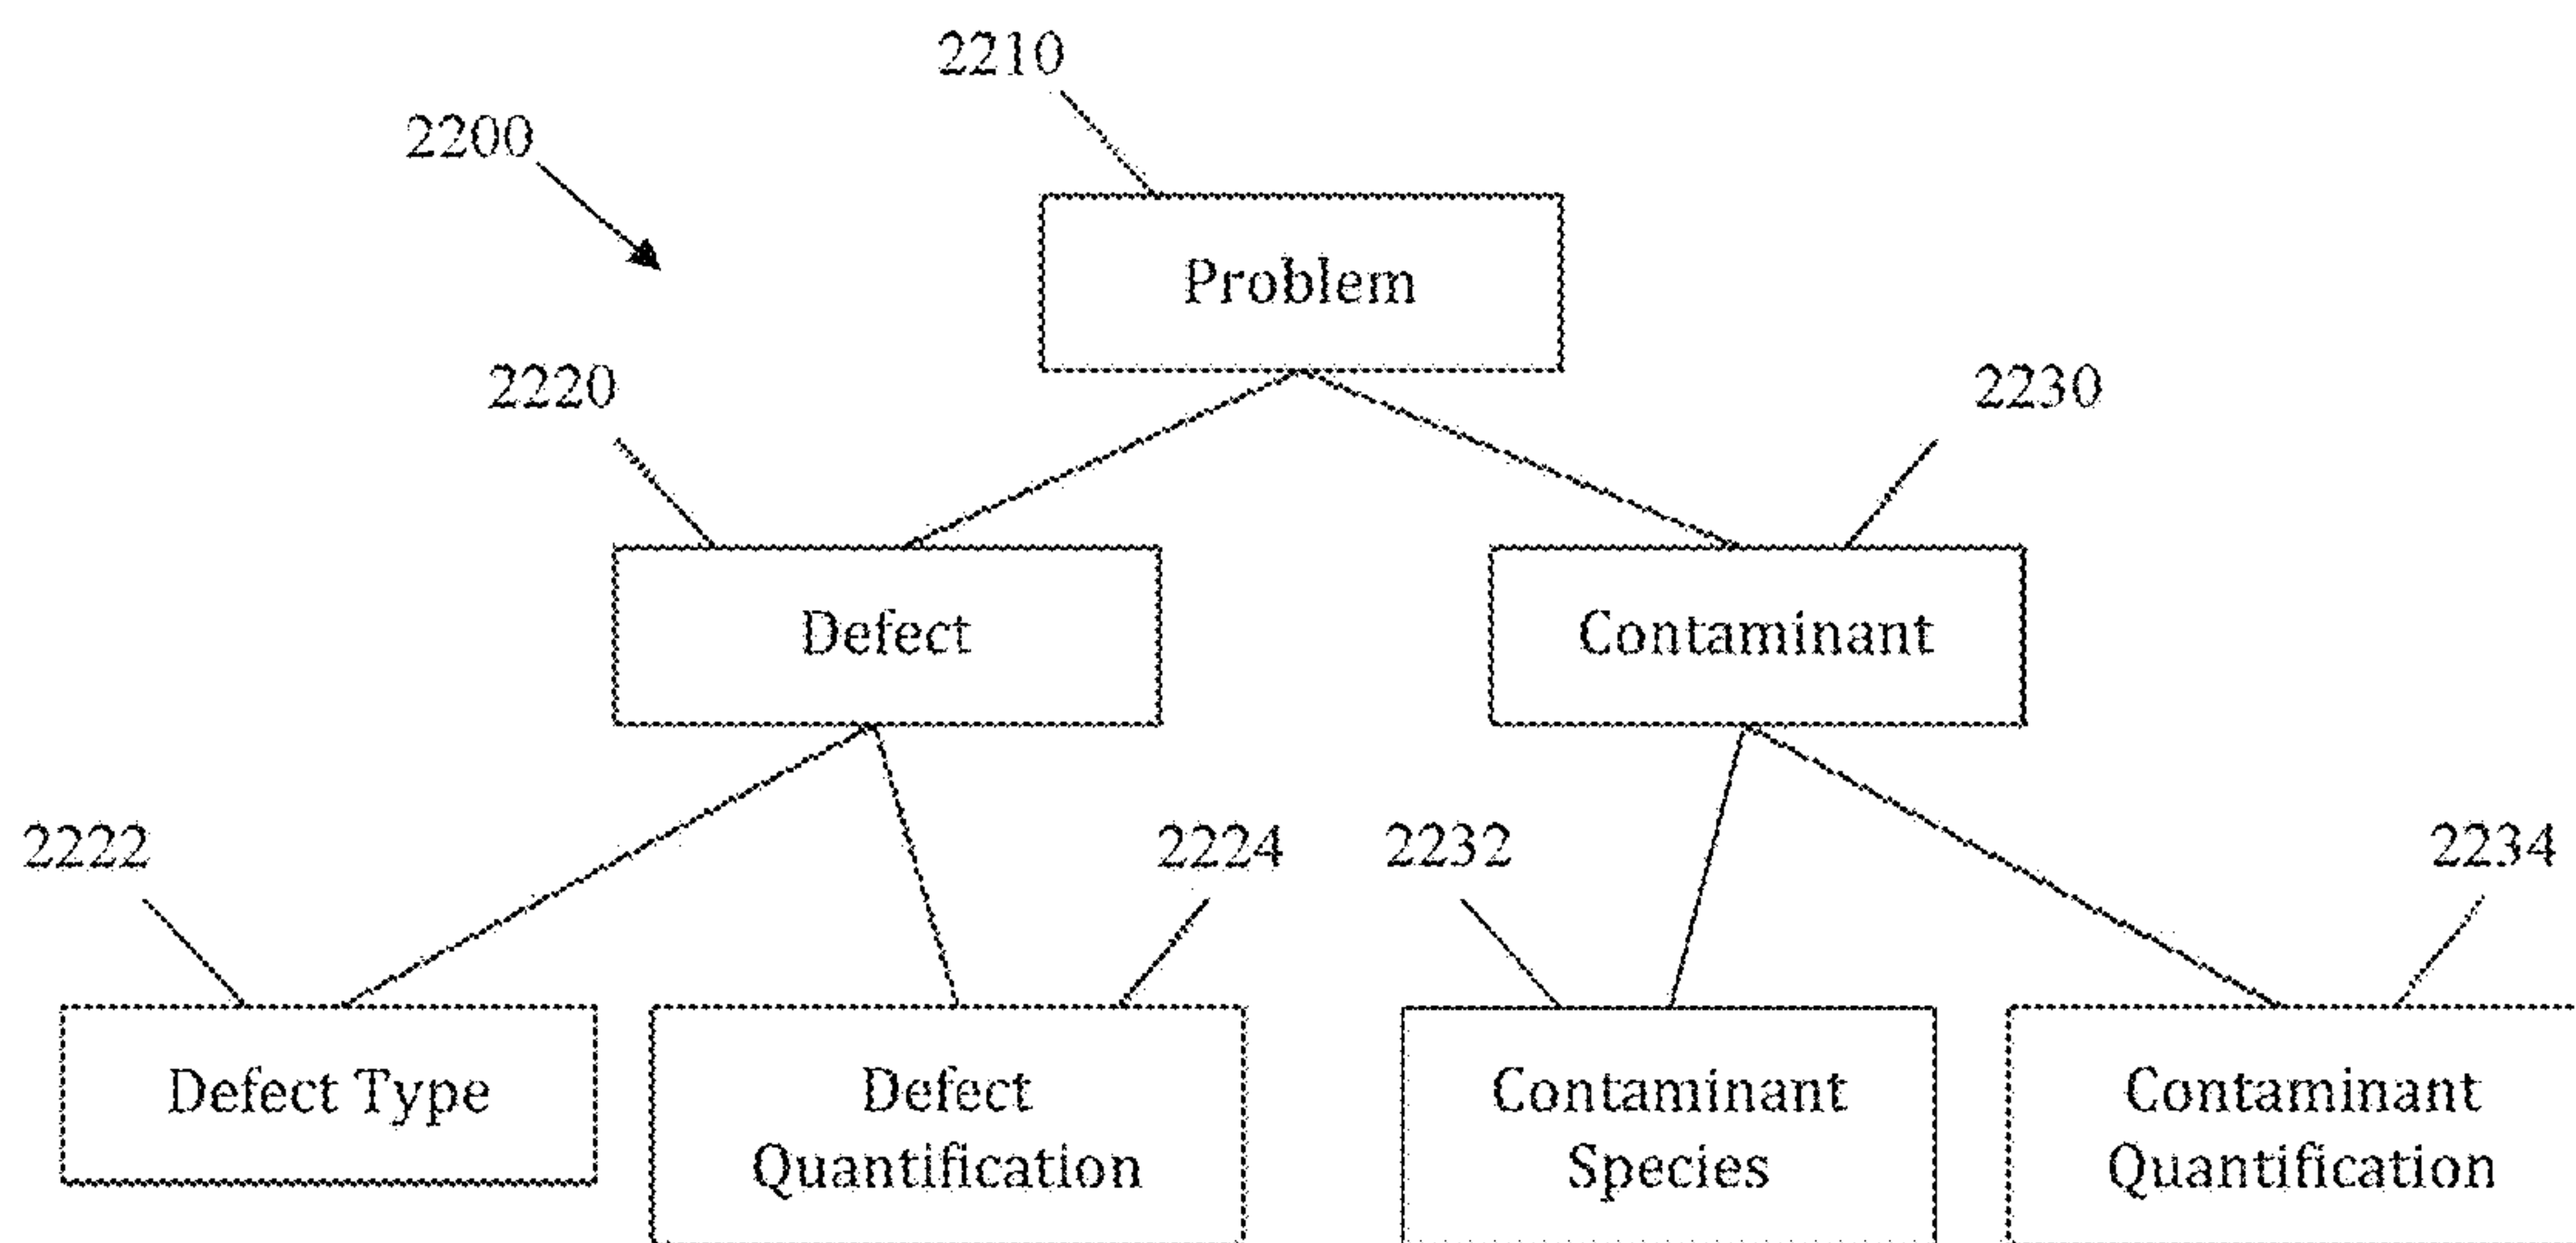 2210
2200
Problem
2220
2230
Defect
Contaminant
2222
2224
2232
2234
Defect Type
Defect
Quantification
Contaminant
Species
Contaminant
Quantification